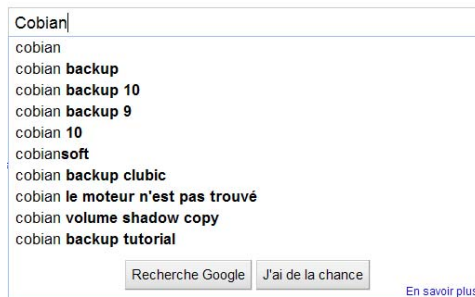 Cobian
cobian
cobian backup
cobian backup 10
cobian backup 9
cobian 10
cobiansoft
cobian backup clubic
cobian le moteur n'est pas trouvé
cobian volume shadow copy
cobian backup tutorial
Recherche Google J'ai de la chance
En savoir plus